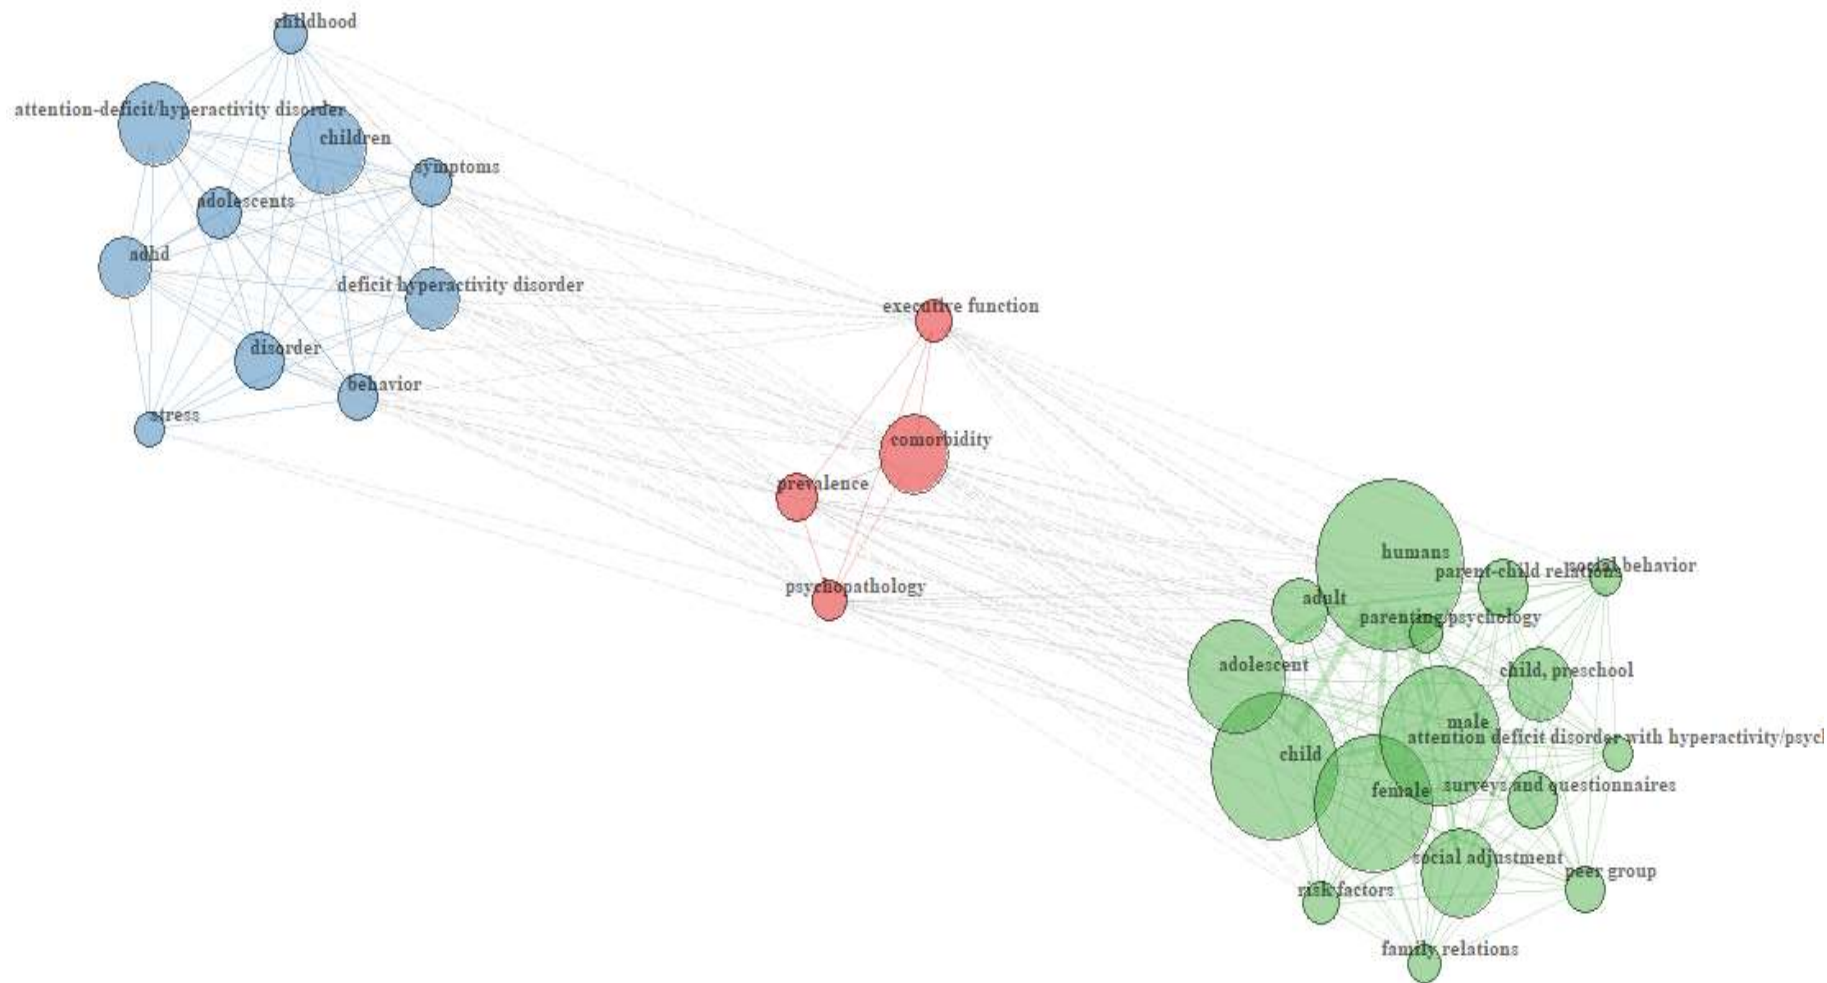 childhood
attention-deficit/hyperactivity disorder
children
symptoms
adolescents
adhd
deficit hyperactivity disorder
disorder
behavior
stress
executive function
comorbidity
prevalence
psychopathology
humans
social behavior
parent-child relations
adult
parenting/psychology
adolescent
child, preschool
male
attention deficit disorder with hyperactivity/psycl
child
surveys and questionnaires
female
social adjustment
peer group
risk factors
family relations